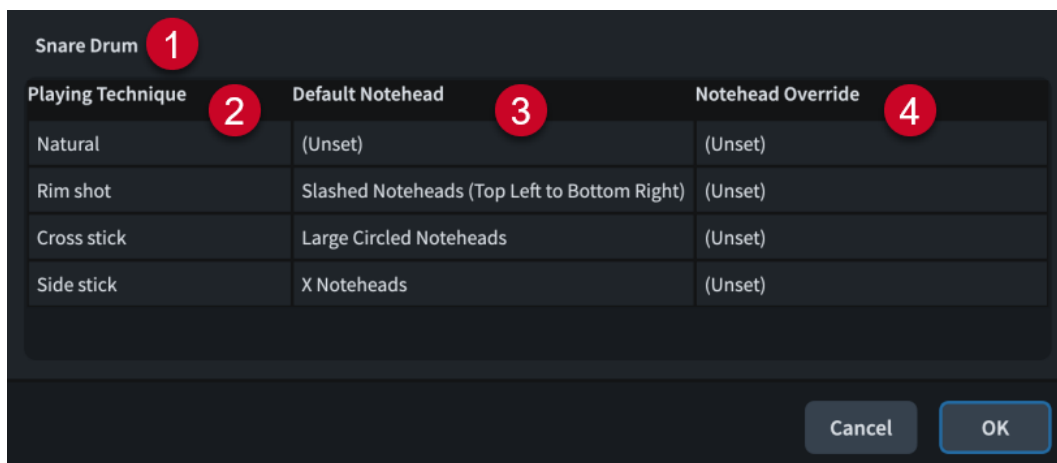 Snare Drum 1
Playing Technique 2 Default Notehead 3 Notehead Override 4
Natural (Unset) (Unset)
Rim shot Slashed Noteheads (Top Left to Bottom Right) (Unset)
Cross stick Large Circled Noteheads (Unset)
Side stick X Noteheads (Unset)
Cancel OK